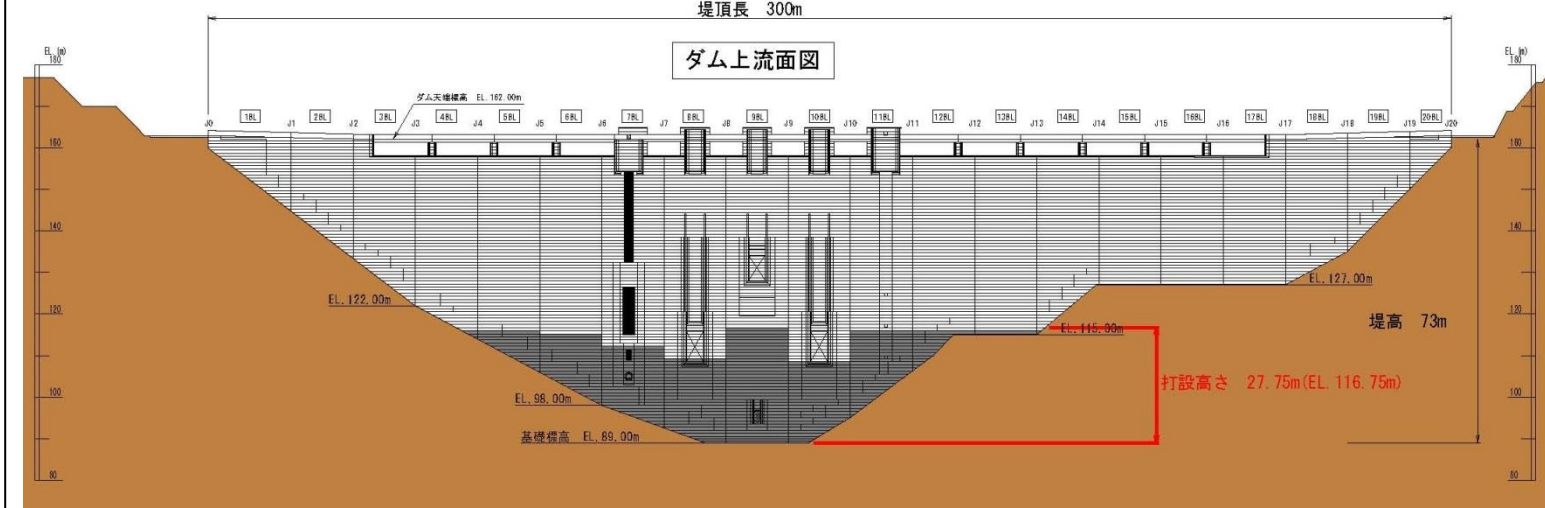 堤頂長 300m
ダム上流面図
EL.(m)
180
160
140
120
100
80
ダム天端標高 EL.162.00m
J0 1BL J1 2BL J2 3BL J3 4BL J4 5BL J5 6BL J6 7BL J7 8BL J8 9BL J9 10BL J10 11BL J11 12BL J12 13BL J13 14BL J14 15BL J15 16BL J16 17BL J17 18BL J18 19BL J19 20BL J20
EL.(m)
180
160
140
120
100
80
EL.122.00m
EL.98.00m
基礎標高 EL.89.00m
EL.115.00m
EL.127.00m
堤高 73m
打設高さ 27.75m(EL.116.75m)